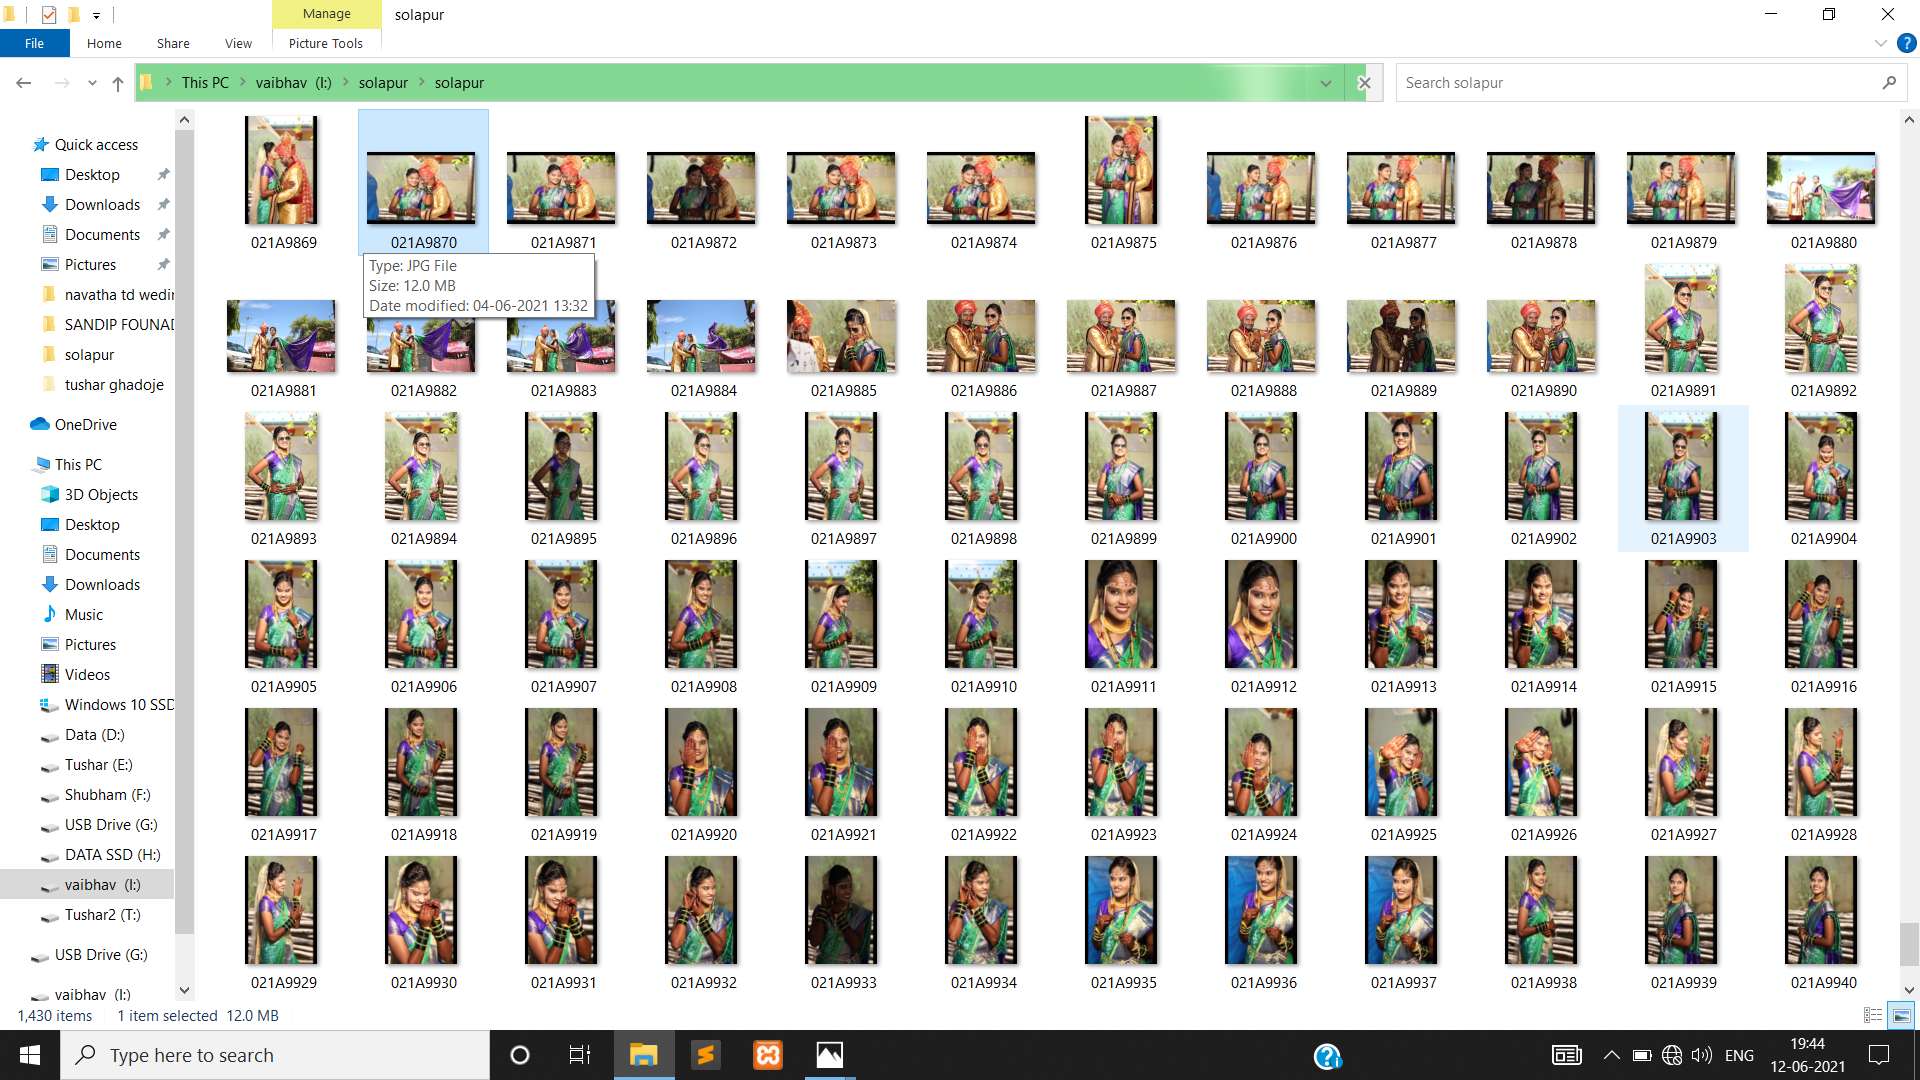 Manage
solapur
File
Home
Share
View
Picture Tools
This PC
vaibhav (I:)
solapur
solapur
Search solapur
Quick access
Desktop
Downloads
Documents
Pictures
navatha td wedin
SANDIP FOUNAD
solapur
tushar ghadoje
OneDrive
This PC
3D Objects
Desktop
Documents
Downloads
Music
Pictures
Videos
Windows 10 SSD
Data (D:)
Tushar (E:)
Shubham (F:)
USB Drive (G:)
DATA SSD (H:)
vaibhav (I:)
Tushar2 (T:)
USB Drive (G:)
vaibhav (I:)
021A9869 021A9870 021A9871 021A9872 021A9873 021A9874 021A9875 021A9876 021A9877 021A9878 021A9879 021A9880
Type: JPG File
Size: 12.0 MB
Date modified: 04-06-2021 13:32
021A9881 021A9882 021A9883 021A9884 021A9885 021A9886 021A9887 021A9888 021A9889 021A9890 021A9891 021A9892
021A9893 021A9894 021A9895 021A9896 021A9897 021A9898 021A9899 021A9900 021A9901 021A9902 021A9903 021A9904
021A9905 021A9906 021A9907 021A9908 021A9909 021A9910 021A9911 021A9912 021A9913 021A9914 021A9915 021A9916
021A9917 021A9918 021A9919 021A9920 021A9921 021A9922 021A9923 021A9924 021A9925 021A9926 021A9927 021A9928
021A9929 021A9930 021A9931 021A9932 021A9933 021A9934 021A9935 021A9936 021A9937 021A9938 021A9939 021A9940
1,430 items 1 item selected 12.0 MB
Type here to search
ENG
19:44
12-06-2021